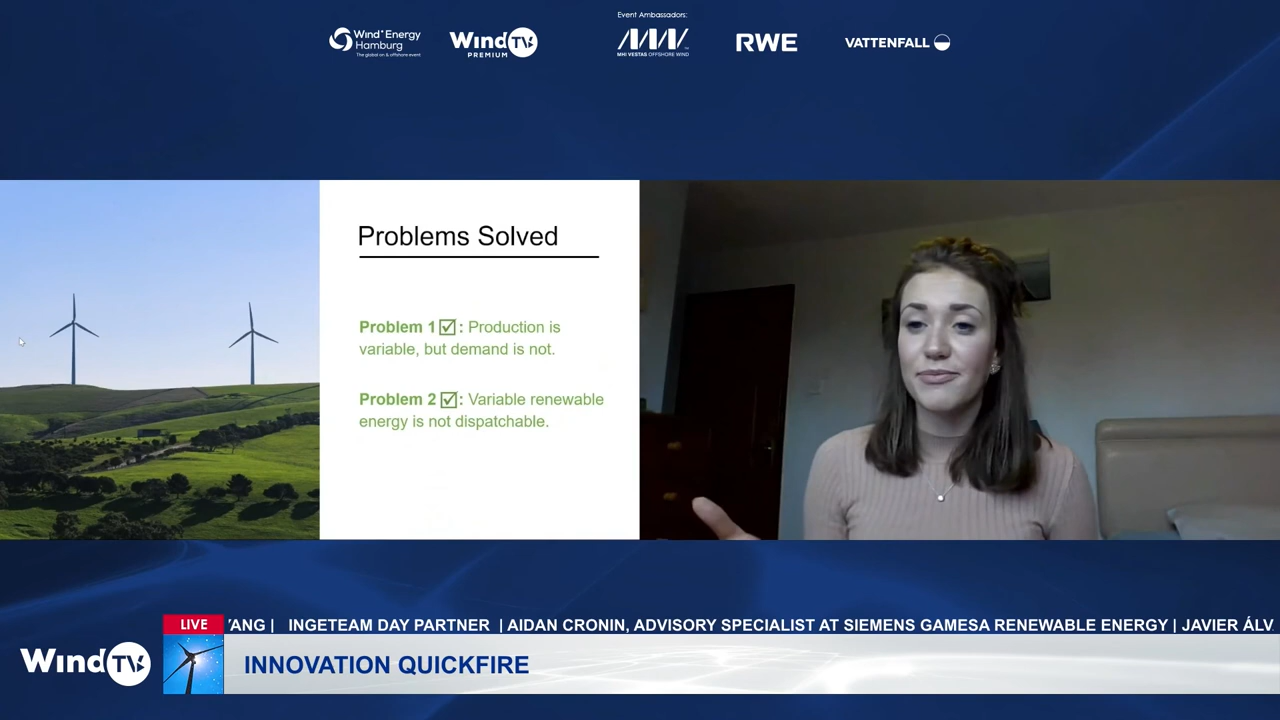 Event Ambassadors:
Wind Energy
Hamburg
The global on & offshore event
WindTV
PREMIUM
MHI VESTAS OFFSHORE WIND
RWE
VATTENFALL
Problems Solved
Problem 1 ☑: Production is
variable, but demand is not.
Problem 2 ☑: Variable renewable
energy is not dispatchable.
LIVE
YANG | INGETEAM DAY PARTNER | AIDAN CRONIN, ADVISORY SPECIALIST AT SIEMENS GAMESA RENEWABLE ENERGY | JAVIER ÁLV
WindTV
INNOVATION QUICKFIRE